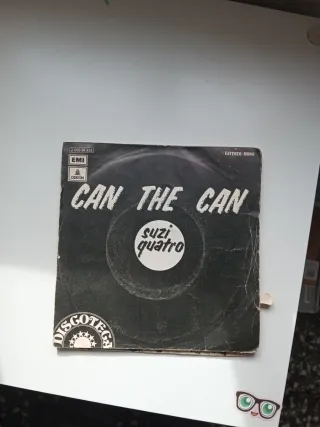 EMI
CAN THE CAN
suzi
quatro
DISCOTECA